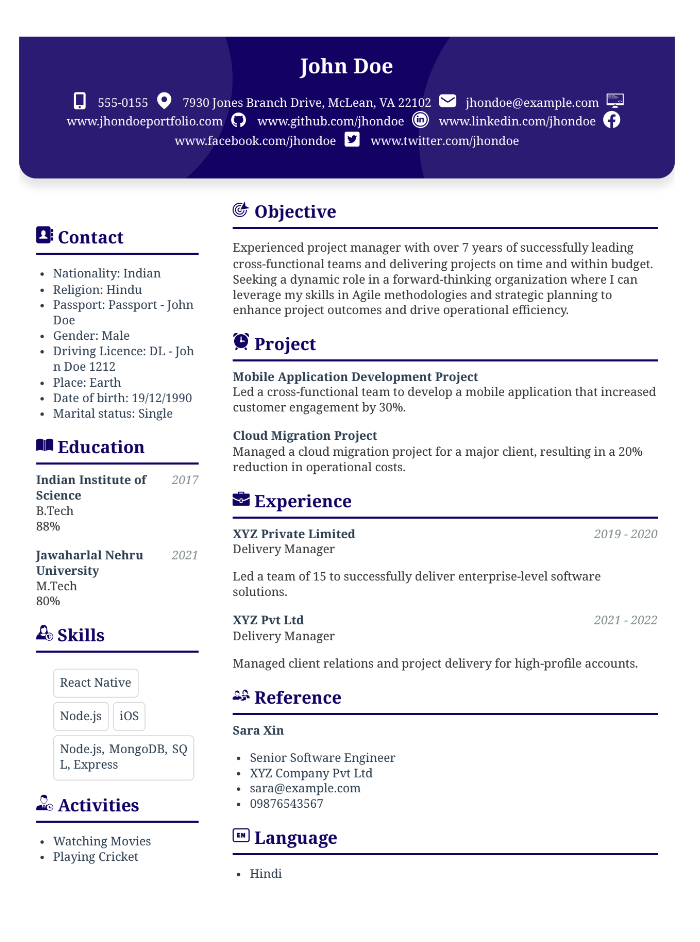 John Doe
555-0155 7930 Jones Branch Drive, McLean, VA 22102 jhondoe@example.com
www.jhondoeportfolio.com www.github.com/jhondoe www.linkedin.com/jhondoe
www.facebook.com/jhondoe www.twitter.com/jhondoe
Contact
Nationality: Indian
Religion: Hindu
Passport: Passport - John
Doe
Gender: Male
Driving Licence: DL - Joh
n Doe 1212
Place: Earth
Date of birth: 19/12/1990
Marital status: Single
Education
Indian Institute of 2017
Science
B.Tech
88%
Jawaharlal Nehru 2021
University
M.Tech
80%
Skills
React Native
Node.js iOS
Node.js, MongoDB, SQ
L, Express
Activities
Watching Movies
Playing Cricket
Objective
Experienced project manager with over 7 years of successfully leading
cross-functional teams and delivering projects on time and within budget.
Seeking a dynamic role in a forward-thinking organization where I can
leverage my skills in Agile methodologies and strategic planning to
enhance project outcomes and drive operational efficiency.
Project
Mobile Application Development Project
Led a cross-functional team to develop a mobile application that increased
customer engagement by 30%.
Cloud Migration Project
Managed a cloud migration project for a major client, resulting in a 20%
reduction in operational costs.
Experience
XYZ Private Limited 2019 - 2020
Delivery Manager
Led a team of 15 to successfully deliver enterprise-level software
solutions.
XYZ Pvt Ltd 2021 - 2022
Delivery Manager
Managed client relations and project delivery for high-profile accounts.
Reference
Sara Xin
Senior Software Engineer
XYZ Company Pvt Ltd
sara@example.com
09876543567
EN Language
Hindi